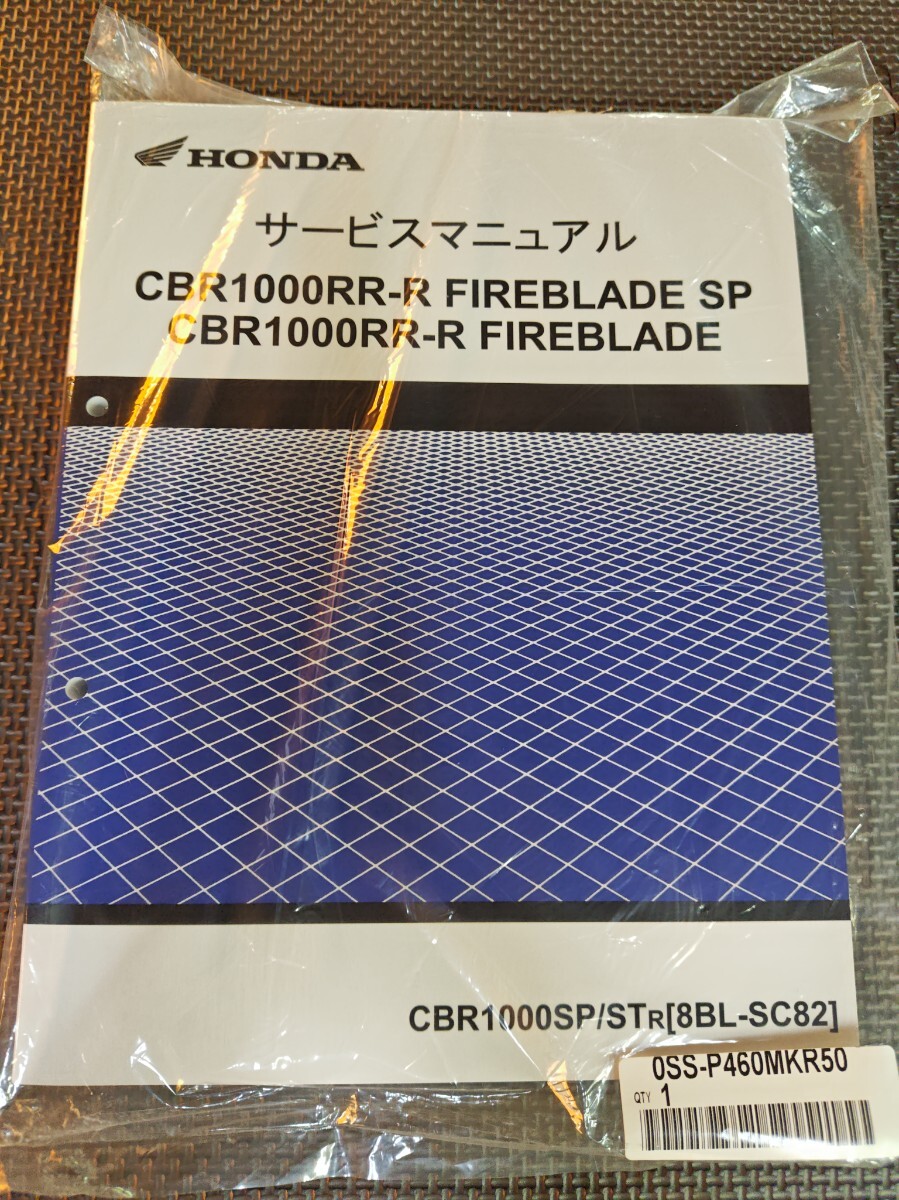 HONDA
サービスマニュアル
CBR1000RR-R FIREBLADE SP
CBR1000RR-R FIREBLADE
CBR1000SP/STR[8BL-SC82]
0SS-P460MKR50
QTY 1